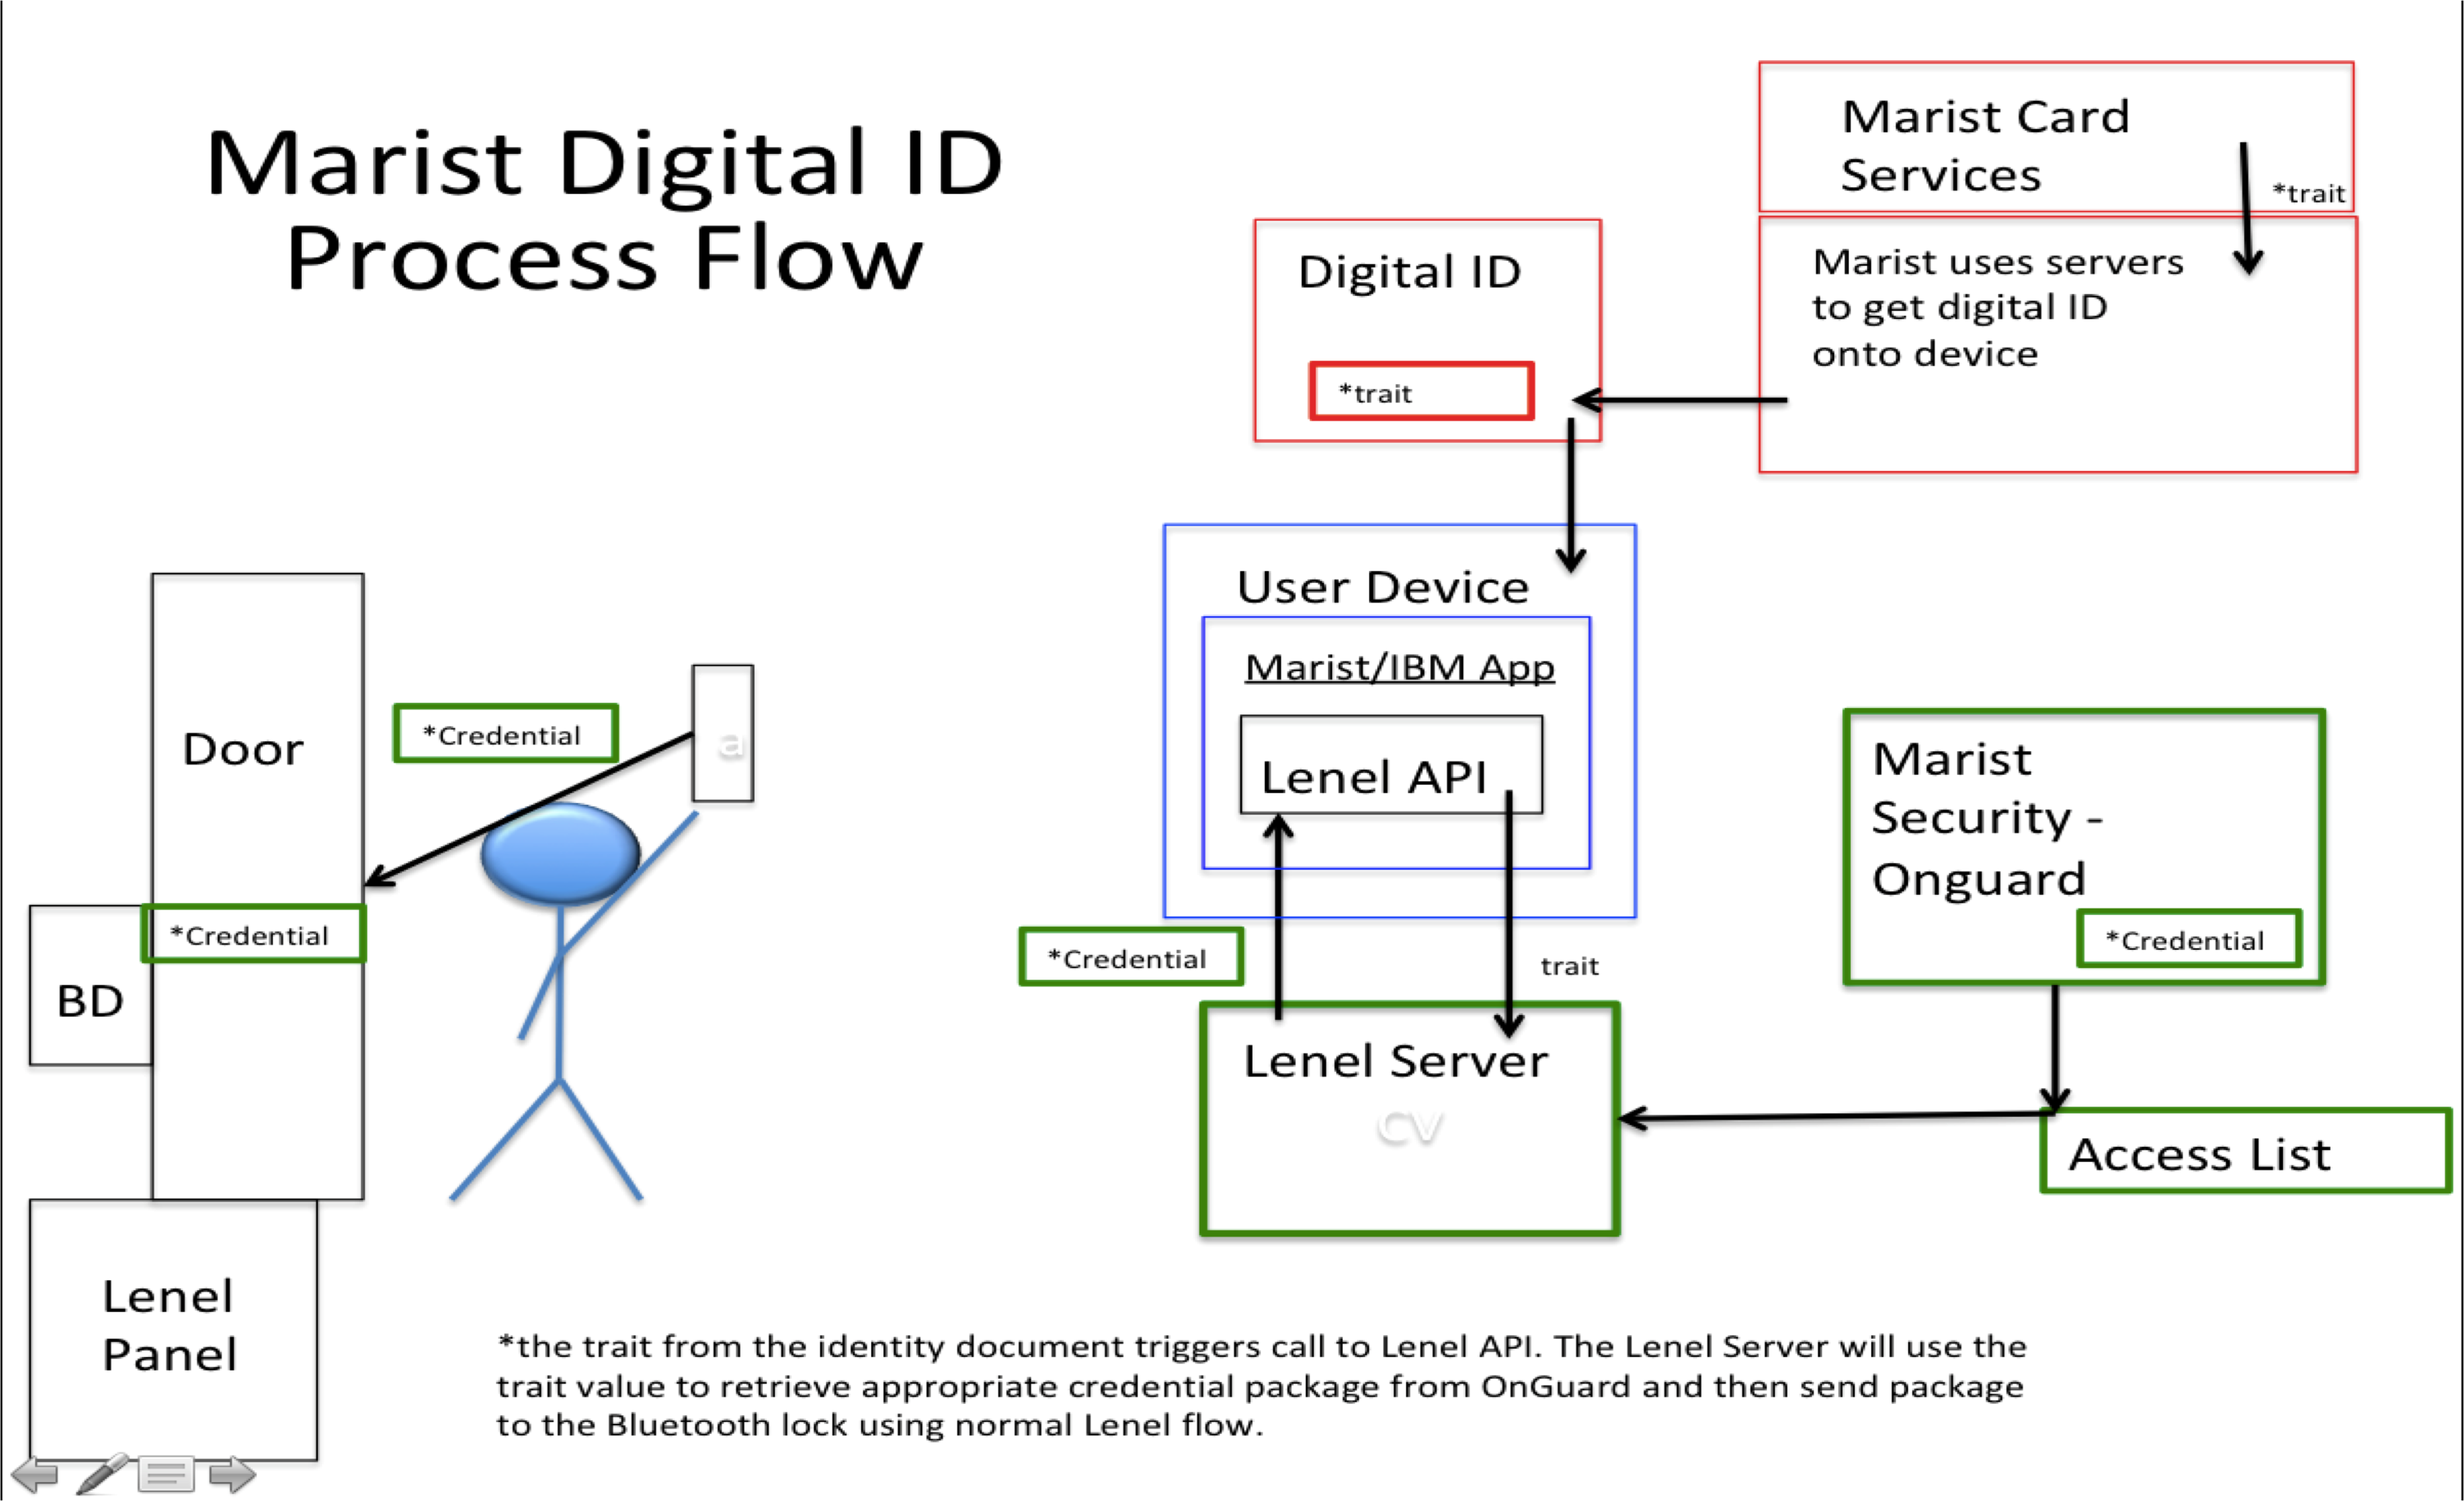 Marist Digital ID
Process Flow
Marist Card
Services
*trait
Marist uses servers
to get digital ID
onto device
Digital ID
*trait
User Device
Marist/IBM App
Lenel API
*Credential
trait
Lenel Server
CV
Marist
Security -
Onguard
*Credential
Access List
Door
*Credential
a
*Credential
BD
Lenel
Panel
*the trait from the identity document triggers call to Lenel API. The Lenel Server will use the
trait value to retrieve appropriate credential package from OnGuard and then send package
to the Bluetooth lock using normal Lenel flow.